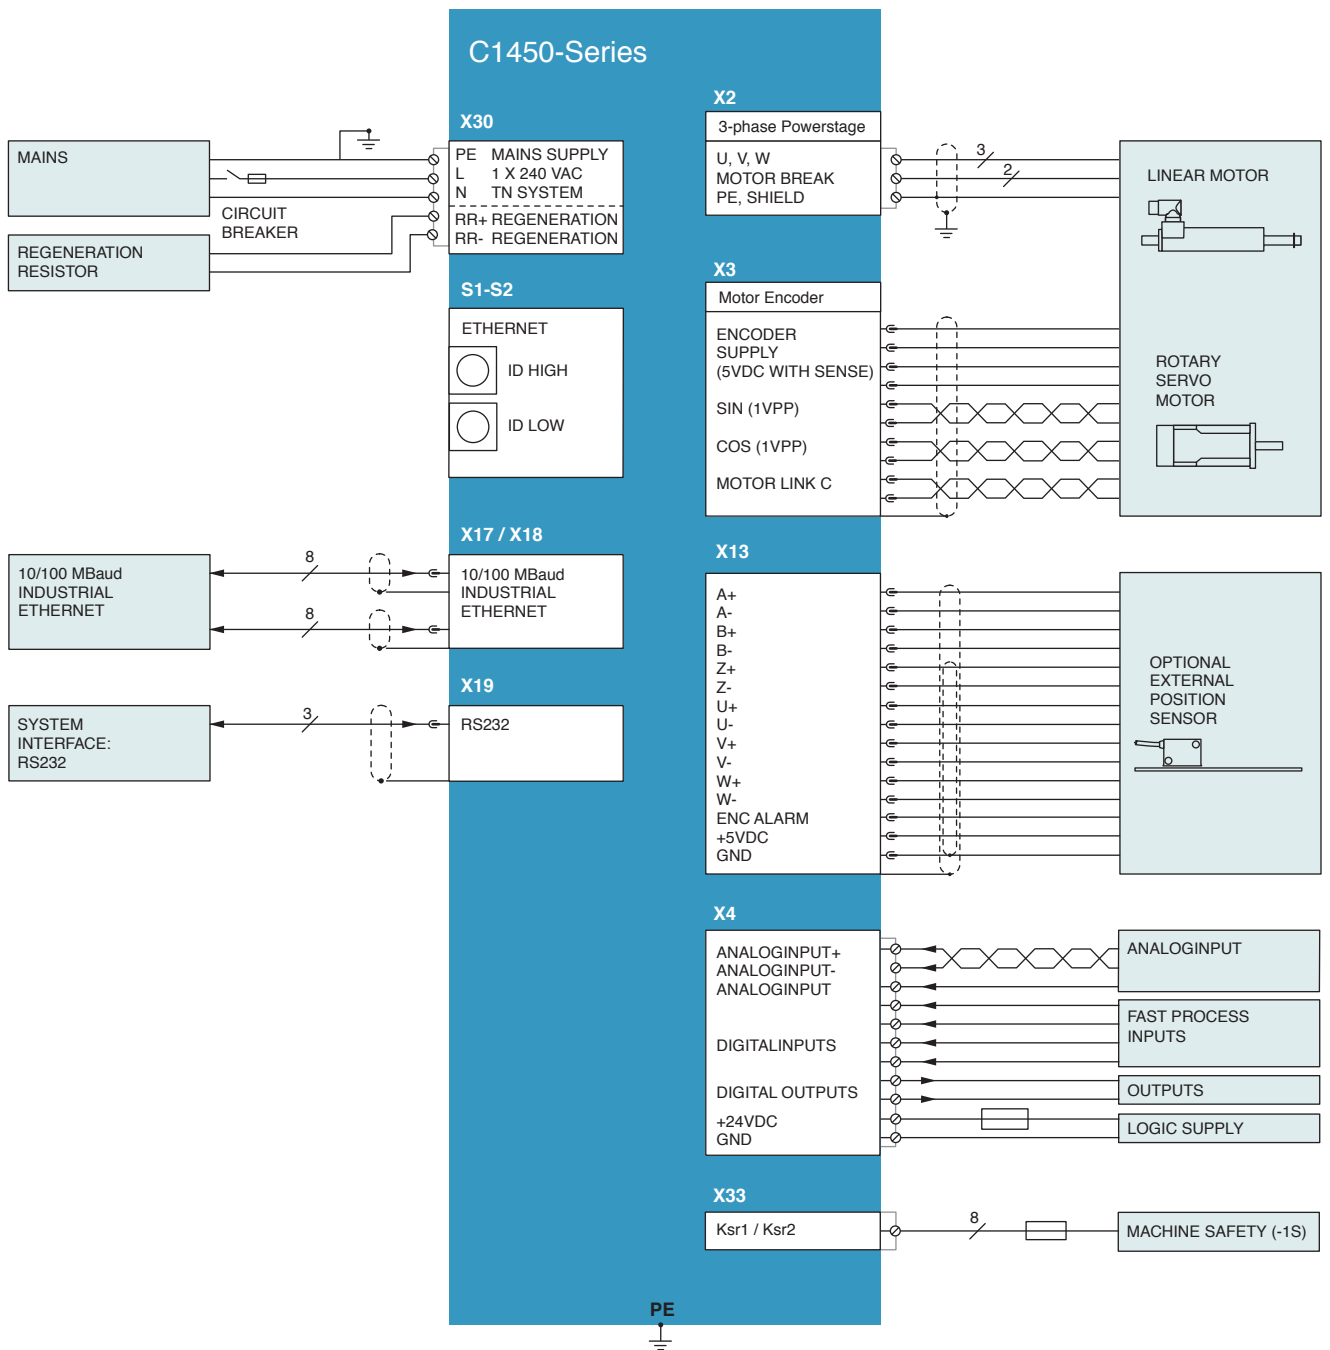 C1450-Series
X30
MAINS
PE MAINS SUPPLY
L 1 X 240 VAC
N TN SYSTEM
RR+ REGENERATION
RR- REGENERATION
CIRCUIT
BREAKER
REGENERATION
RESISTOR
S1-S2
ETHERNET
ID HIGH
ID LOW
X17 / X18
10/100 MBaud
INDUSTRIAL
ETHERNET
8
8
10/100 MBaud
INDUSTRIAL
ETHERNET
X19
SYSTEM
INTERFACE:
RS232
3
RS232
X2
3-phase Powerstage
U, V, W
MOTOR BREAK
PE, SHIELD
3
2
LINEAR MOTOR
X3
Motor Encoder
ENCODER
SUPPLY
(5VDC WITH SENSE)
SIN (1VPP)
COS (1VPP)
MOTOR LINK C
ROTARY
SERVO
MOTOR
X13
A+
A-
B+
B-
Z+
Z-
U+
U-
V+
V-
W+
W-
ENC ALARM
+5VDC
GND
OPTIONAL
EXTERNAL
POSITION
SENSOR
X4
ANALOGINPUT+
ANALOGINPUT-
ANALOGINPUT
DIGITALINPUTS
DIGITAL OUTPUTS
+24VDC
GND
ANALOGINPUT
FAST PROCESS
INPUTS
OUTPUTS
LOGIC SUPPLY
X33
Ksr1 / Ksr2
8
MACHINE SAFETY (-1S)
PE